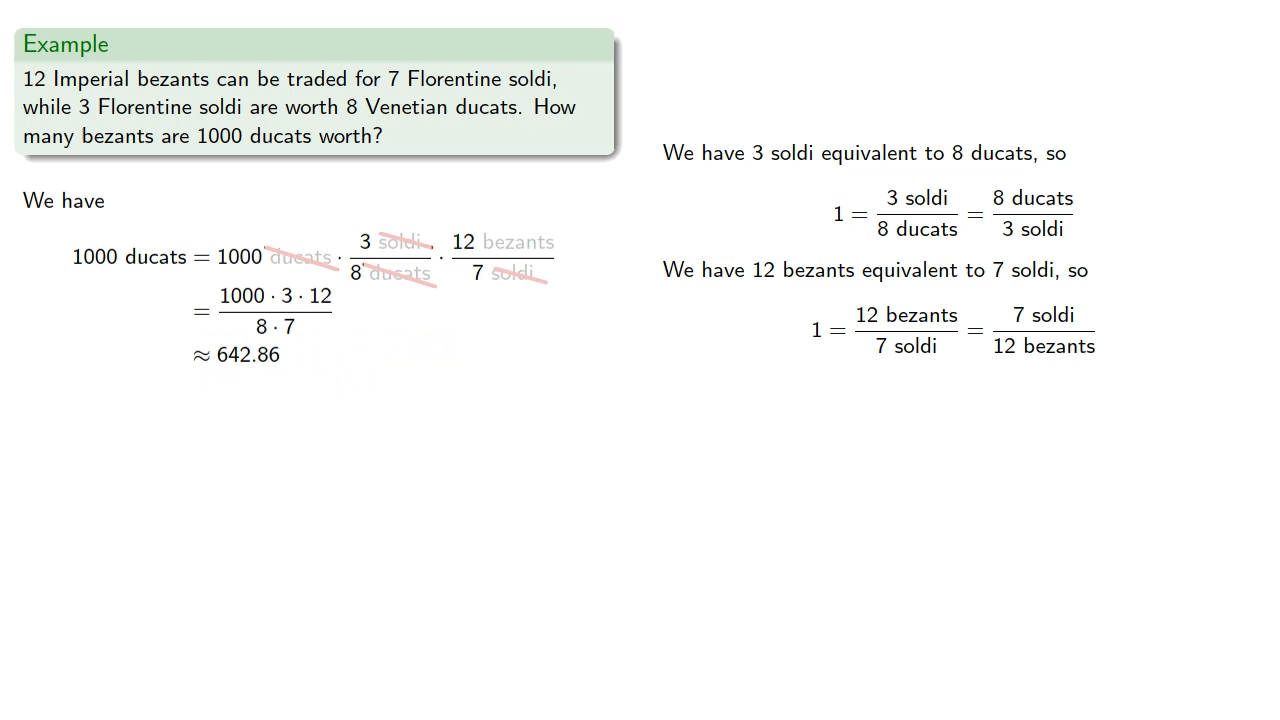 Example
12 Imperial bezants can be traded for 7 Florentine soldi,
while 3 Florentine soldi are worth 8 Venetian ducats. How
many bezants are 1000 ducats worth?
We have
1000 ducats = 1000 ducats · 3 soldi / 8 ducats · 12 bezants / 7 soldi
= 1000 · 3 · 12 / 8 · 7
≈ 642.86
We have 3 soldi equivalent to 8 ducats, so
1 = 3 soldi / 8 ducats = 8 ducats / 3 soldi
We have 12 bezants equivalent to 7 soldi, so
1 = 12 bezants / 7 soldi = 7 soldi / 12 bezants